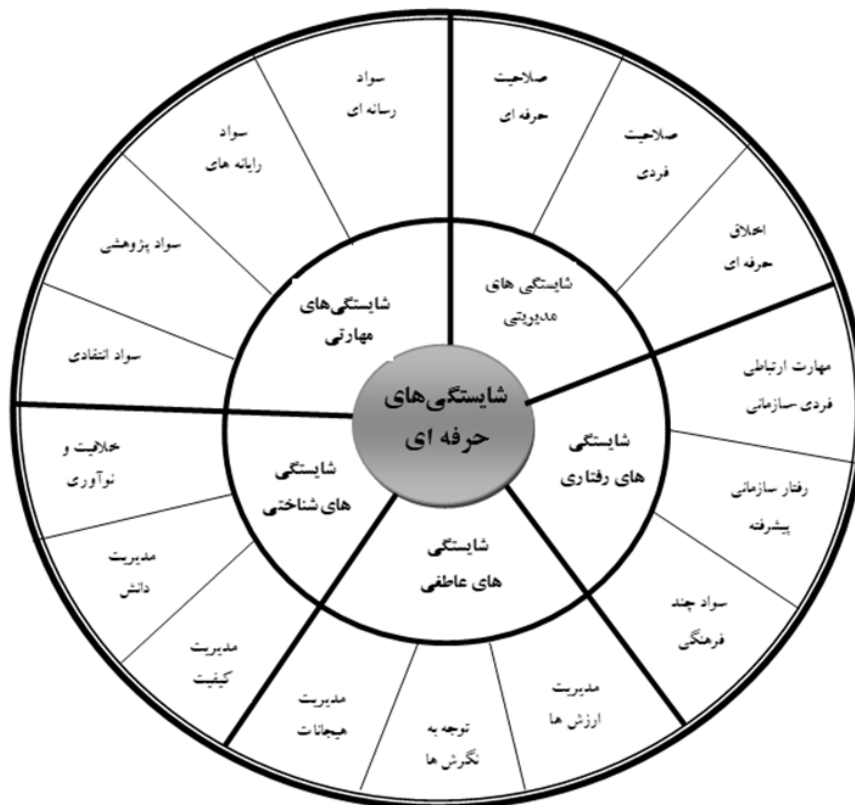 شایستگی‌های
حرفه ای
شایستگی های
مدیریتی
صلاحیت
حرفه ای
صلاحیت
فردی
اخلاق
حرفه ای
شایستگی
های رفتاری
مهارت ارتباطی
فردی-سازمانی
رفتار سازمانی
پیشرفته
سواد چند
فرهنگی
شایستگی
های عاطفی
مدیریت
ارزش ها
توجه به
نگرش ها
مدیریت
هیجانات
شایستگی
های شناختی
مدیریت
کیفیت
مدیریت
دانش
خلاقیت و
نوآوری
شایستگی‌های
مهارتی
سواد انتقادی
سواد پژوهشی
سواد
رایانه های
سواد
رسانه ای